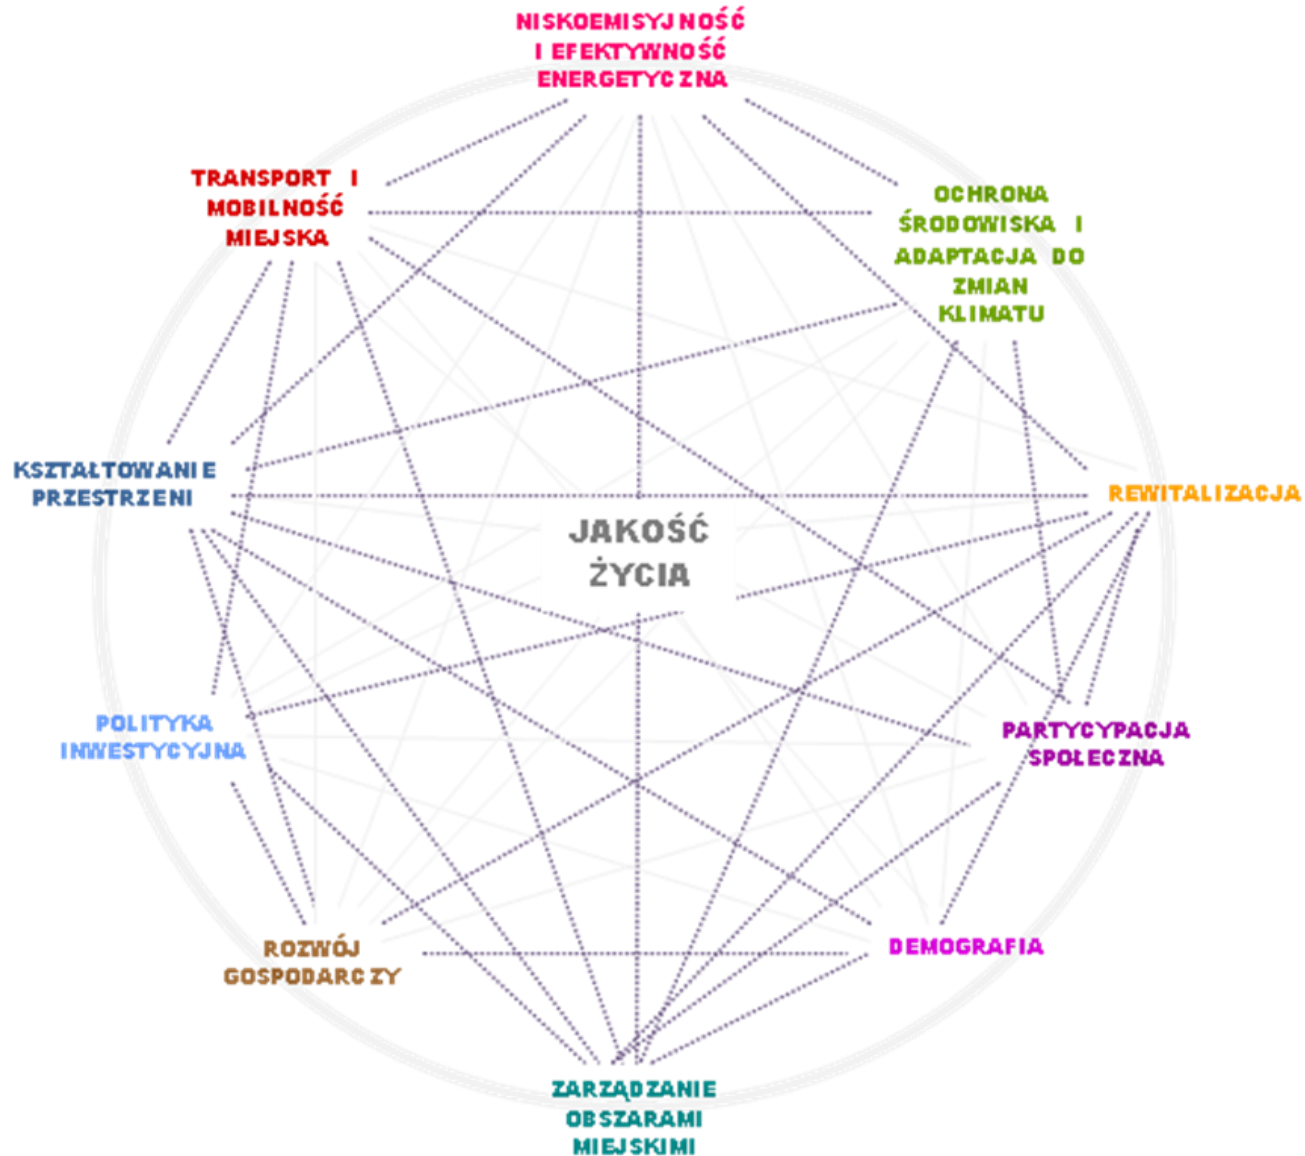 NISKOEMISYJNOŚĆ
I EFEKTYWNOŚĆ
ENERGETYCZNA
TRANSPORT I
MOBILNOŚĆ
MIEJSKA
OCHRONA
ŚRODOWISKA I
ADAPTACJA DO
ZMIAN
KLIMATU
KSZTAŁTOWANIE
PRZESTRZENI
REWITALIZACJA
JAKOŚĆ
ŻYCIA
POLITYKA
INWESTYCYJNA
PARTYCYPACJA
SPOŁECZNA
ROZWÓJ
GOSPODARCZY
DEMOGRAFIA
ZARZĄDZANIE
OBSZARAMI
MIEJSKIMI